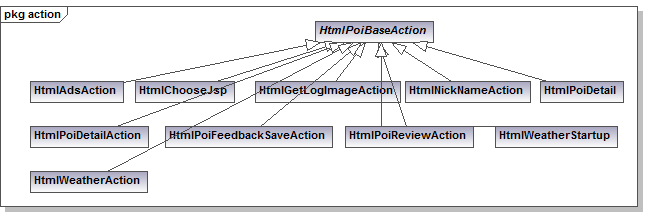 pkg action
HtmlPoiBaseAction
HtmlAdsAction
HtmlChooseJsp
HtmlGetLogImageAction
HtmlNickNameAction
HtmlPoiDetail
HtmlPoiDetailAction
HtmlPoiFeedbackSaveAction
HtmlPoiReviewAction
HtmlWeatherStartup
HtmlWeatherAction